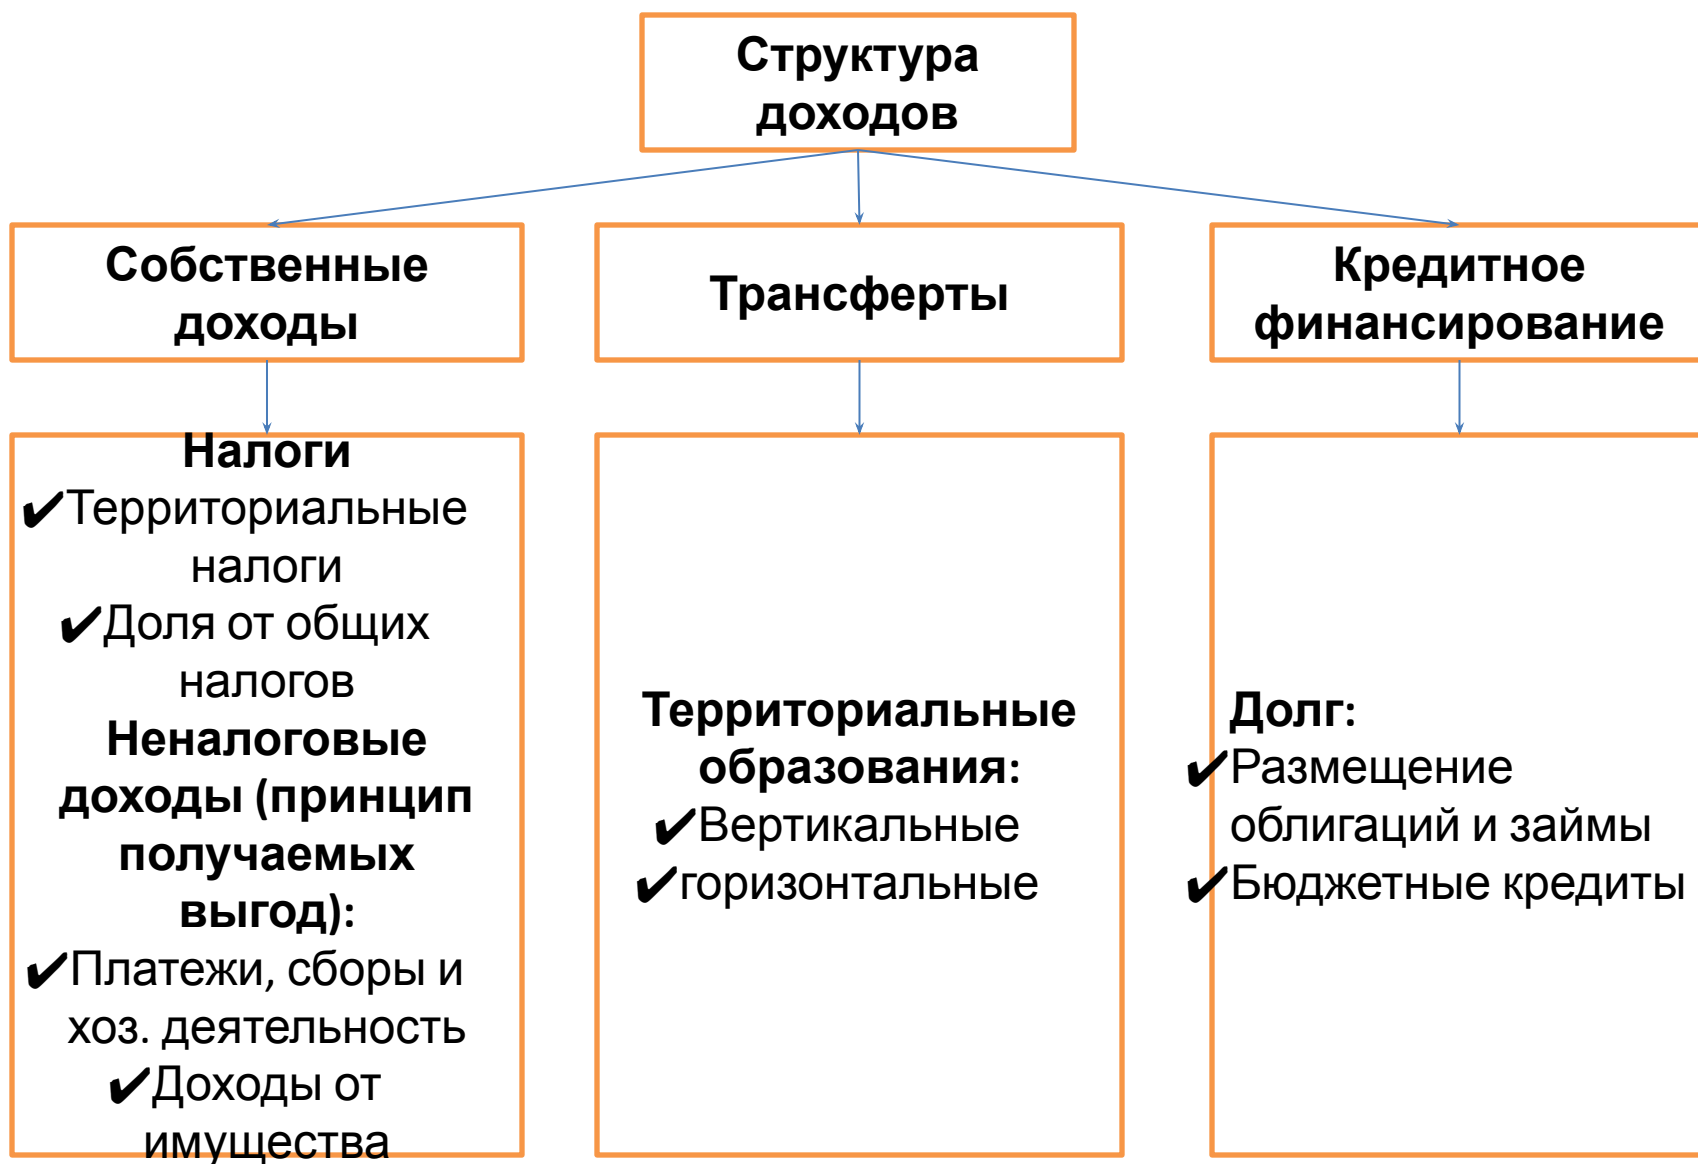 Структура
доходов
Собственные
доходы
Трансферты
Кредитное
финансирование
Налоги
✔Территориальные
налоги
✔Доля от общих
налогов
Неналоговые
доходы (принцип
получаемых
выгод):
✔Платежи, сборы и
хоз. деятельность
✔Доходы от
имущества
Территориальные
образования:
✔Вертикальные
✔горизонтальные
Долг:
✔Размещение
облигаций и займы
✔Бюджетные кредиты